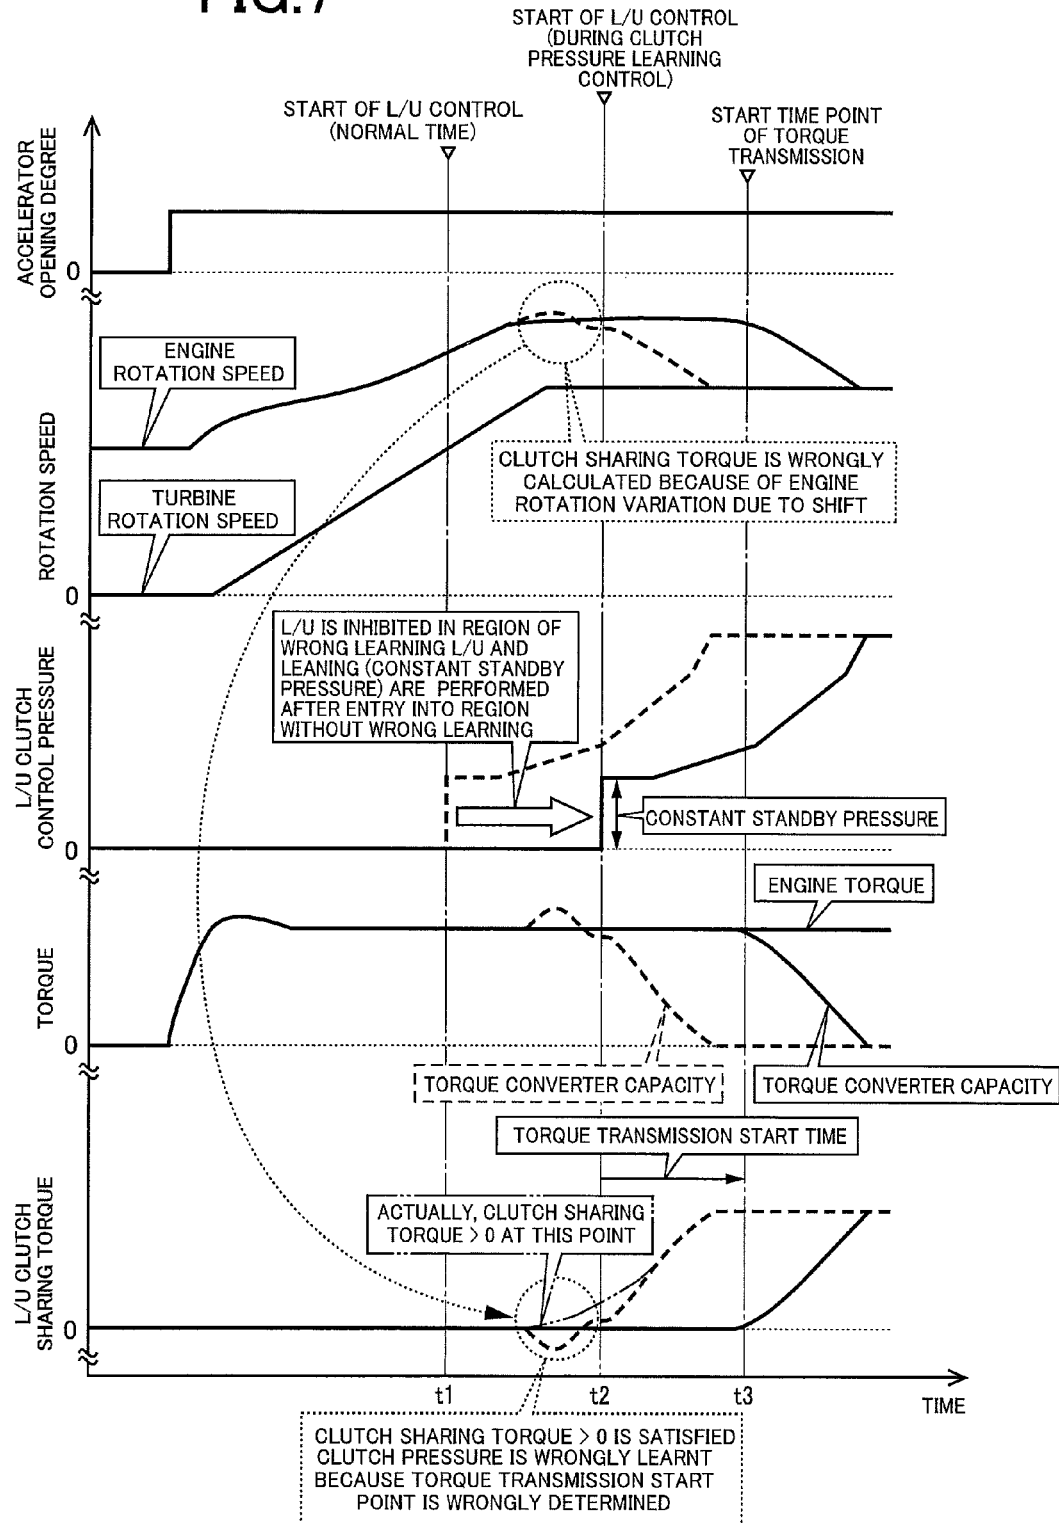 FIG.7
START OF L/U CONTROL
(DURING CLUTCH
PRESSURE LEARNING
CONTROL)
START OF L/U CONTROL
(NORMAL TIME)
START TIME POINT
OF TORQUE
TRANSMISSION
ACCELERATOR
OPENING DEGREE
0
ENGINE
ROTATION SPEED
ROTATION SPEED
CLUTCH SHARING TORQUE IS WRONGLY
CALCULATED BECAUSE OF ENGINE
ROTATION VARIATION DUE TO SHIFT
TURBINE
ROTATION SPEED
0
L/U IS INHIBITED IN REGION OF
WRONG LEARNING L/U AND
LEANING (CONSTANT STANDBY
PRESSURE) ARE PERFORMED
AFTER ENTRY INTO REGION
WITHOUT WRONG LEARNING
L/U CLUTCH
CONTROL PRESSURE
CONSTANT STANDBY PRESSURE
0
ENGINE TORQUE
TORQUE
0
TORQUE CONVERTER CAPACITY
TORQUE CONVERTER CAPACITY
TORQUE TRANSMISSION START TIME
ACTUALLY, CLUTCH SHARING
TORQUE > 0 AT THIS POINT
L/U CLUTCH
SHARING TORQUE
0
t1
t2
t3
TIME
CLUTCH SHARING TORQUE > 0 IS SATISFIED
CLUTCH PRESSURE IS WRONGLY LEARNT
BECAUSE TORQUE TRANSMISSION START
POINT IS WRONGLY DETERMINED